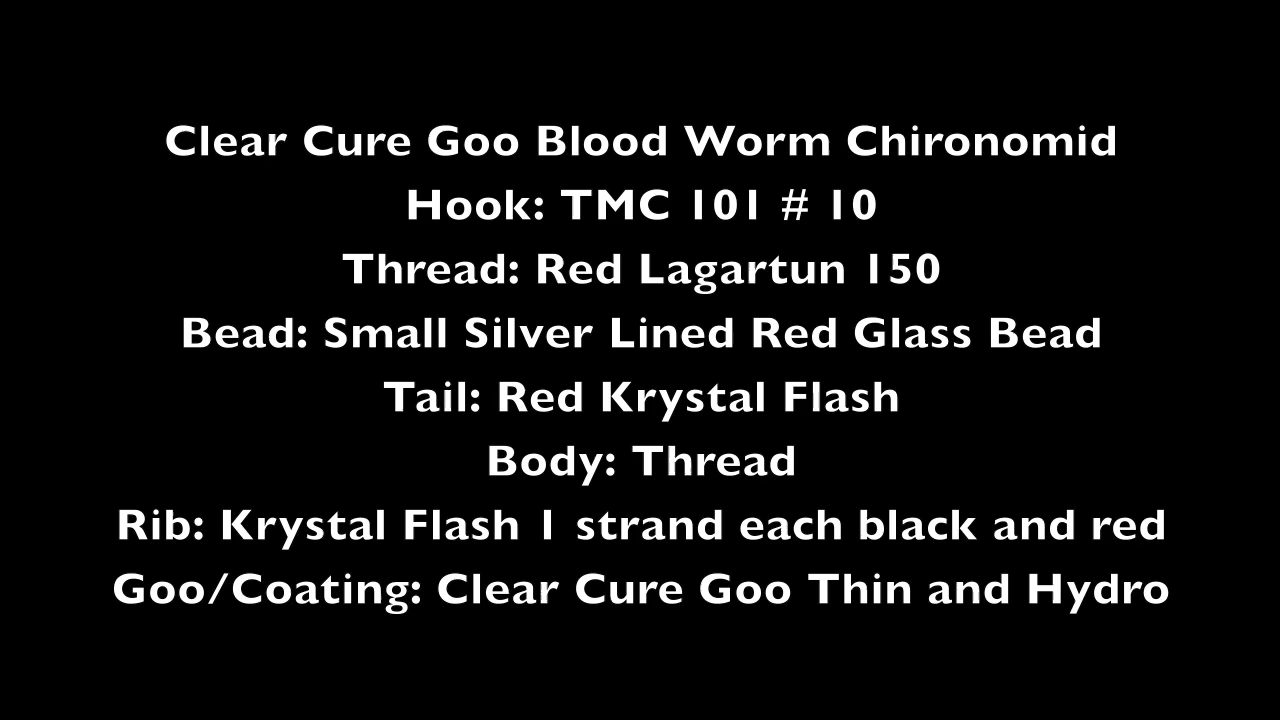 Clear Cure Goo Blood Worm Chironomid
Hook: TMC 101 # 10
Thread: Red Lagartun 150
Bead: Small Silver Lined Red Glass Bead
Tail: Red Krystal Flash
Body: Thread
Rib: Krystal Flash 1 strand each black and red
Goo/Coating: Clear Cure Goo Thin and Hydro